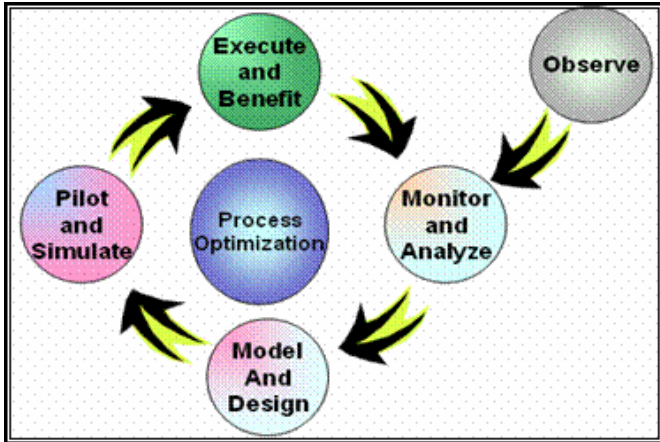 Execute
and
Benefit
Observe
Pilot
and
Simulate
Process
Optimization
Monitor
and
Analyze
Model
And
Design